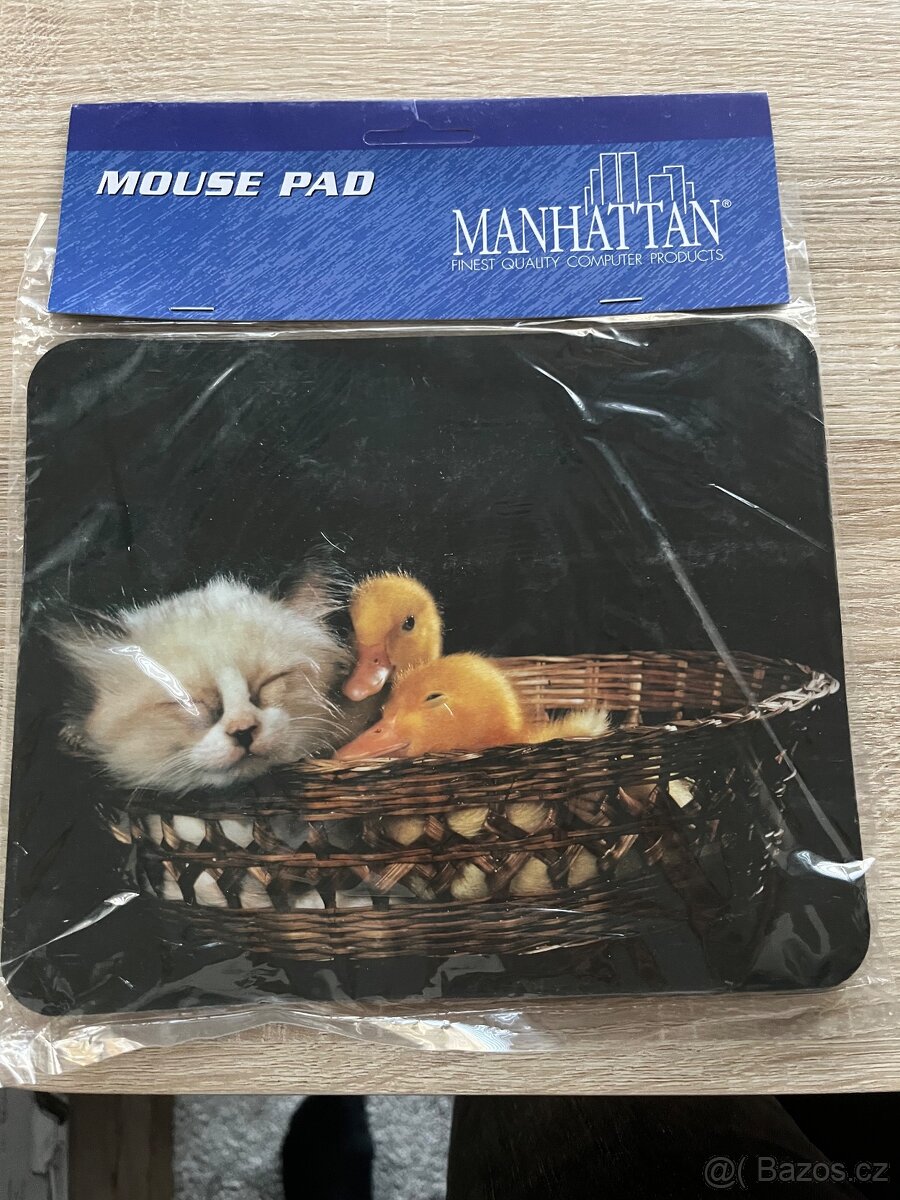 MOUSE PAD
MANHATTAN®
FINEST QUALITY COMPUTER PRODUCTS
@( Bazos.cz